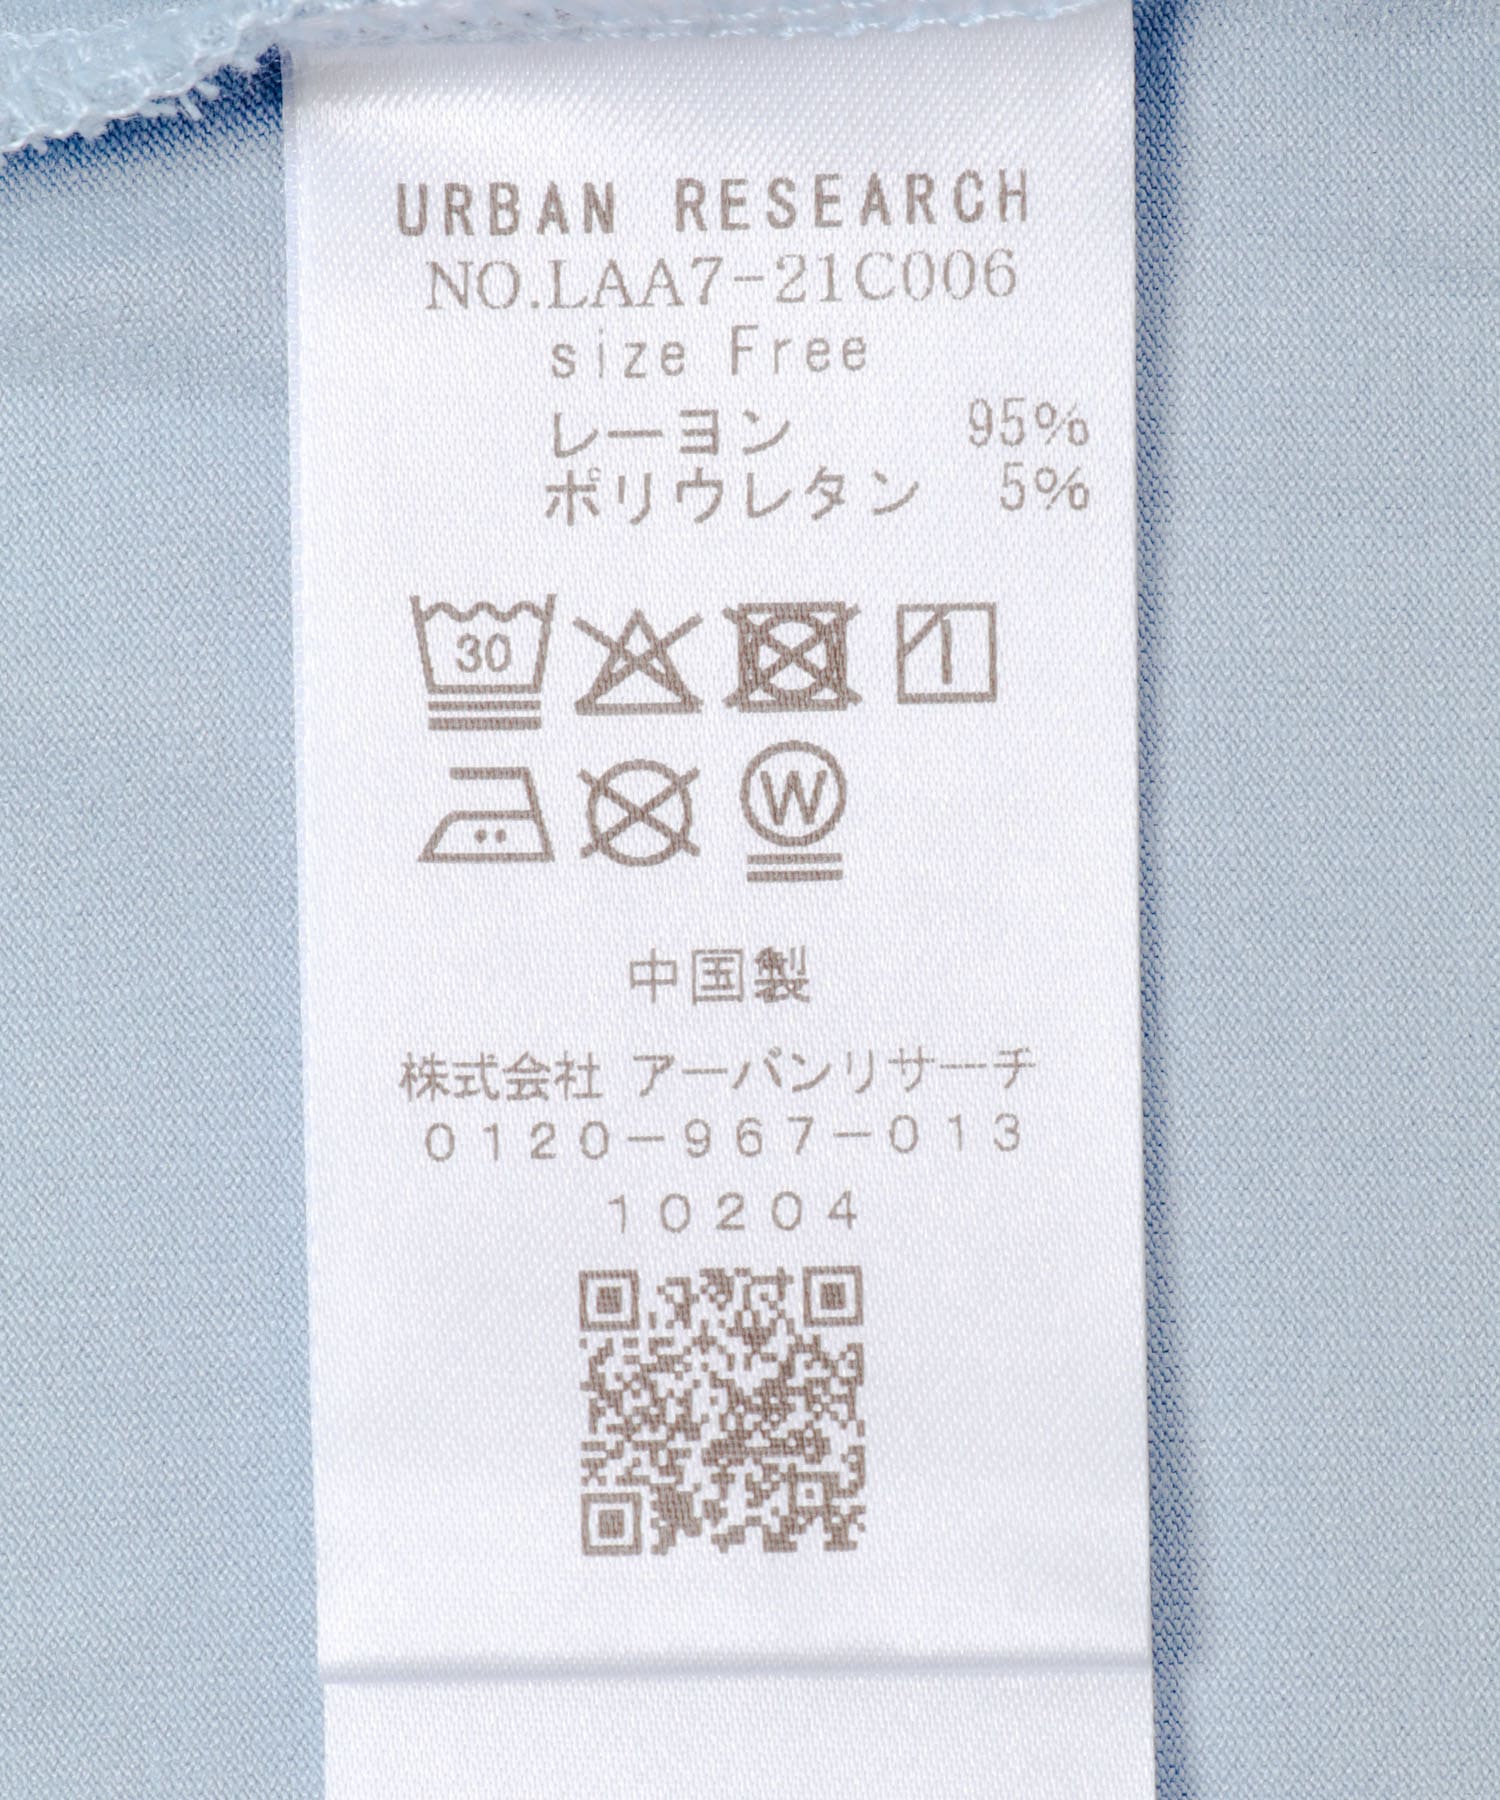 URBAN RESEARCH
NO.LAA7-21C006
size Free
レーヨン 95%
ポリウレタン 5%
30
1
W
中国製
株式会社 アーバンリサーチ
0120-967-013
10204